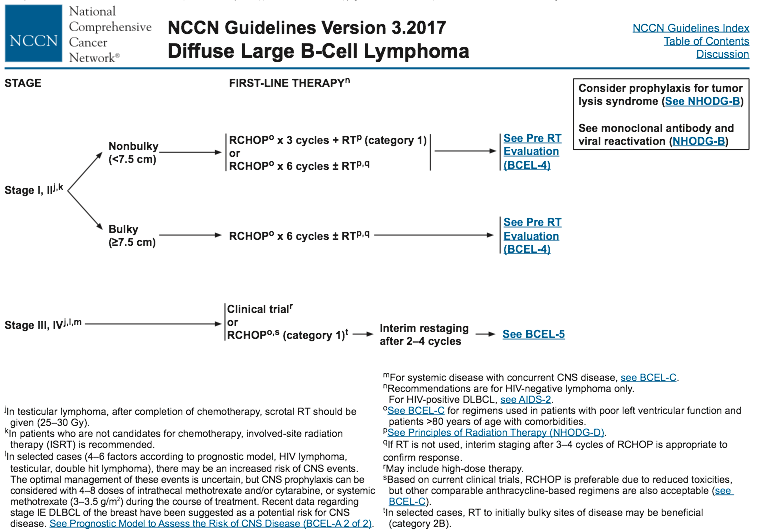 NCCN
National
Comprehensive
Cancer
Network®
NCCN Guidelines Version 3.2017
Diffuse Large B-Cell Lymphoma
NCCN Guidelines Index
Table of Contents
Discussion
STAGE
FIRST-LINE THERAPYⁿ
Consider prophylaxis for tumor
lysis syndrome (See NHODG-B)
See monoclonal antibody and
viral reactivation (NHODG-B)
Stage I, IIj,k
Nonbulky
(<7.5 cm)
RCHOPo x 3 cycles + RTp (category 1)
or
RCHOPo x 6 cycles ± RTp,q
See Pre RT
Evaluation
(BCEL-4)
Bulky
(≥7.5 cm)
RCHOPo x 6 cycles ± RTp,q
See Pre RT
Evaluation
(BCEL-4)
Stage III, IVj,l,m
Clinical trialr
or
RCHOPo,s (category 1)t
Interim restaging
after 2–4 cycles
See BCEL-5
jIn testicular lymphoma, after completion of chemotherapy, scrotal RT should be
given (25–30 Gy).
kIn patients who are not candidates for chemotherapy, involved-site radiation
therapy (ISRT) is recommended.
lIn selected cases (4–6 factors according to prognostic model, HIV lymphoma,
testicular, double hit lymphoma), there may be an increased risk of CNS events.
The optimal management of these events is uncertain, but CNS prophylaxis can be
considered with 4–8 doses of intrathecal methotrexate and/or cytarabine, or systemic
methotrexate (3–3.5 g/m²) during the course of treatment. Recent data regarding
stage IE DLBCL of the breast have been suggested as a potential risk for CNS
disease. See Prognostic Model to Assess the Risk of CNS Disease (BCEL-A 2 of 2).
mFor systemic disease with concurrent CNS disease, see BCEL-C.
nRecommendations are for HIV-negative lymphoma only.
For HIV-positive DLBCL, see AIDS-2.
oSee BCEL-C for regimens used in patients with poor left ventricular function and
patients >80 years of age with comorbidities.
pSee Principles of Radiation Therapy (NHODG-D).
qIf RT is not used, interim staging after 3–4 cycles of RCHOP is appropriate to
confirm response.
rMay include high-dose therapy.
sBased on current clinical trials, RCHOP is preferable due to reduced toxicities,
but other comparable anthracycline-based regimens are also acceptable (see
BCEL-C).
tIn selected cases, RT to initially bulky sites of disease may be beneficial
(category 2B).